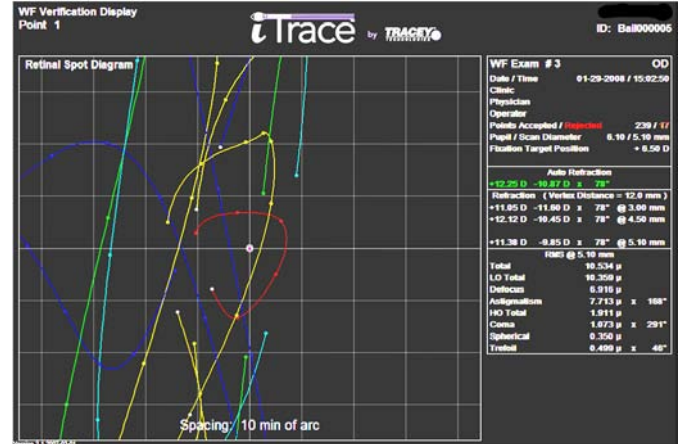 WF Verification Display
Point 1
iTrace by TRACEY TECHNOLOGIES
ID: Ball000006
Retinal Spot Diagram
WF Exam # 3 OD
Date / Time 01-29-2008 / 15:02:50
Clinic
Physician
Operator
Points Accepted / Rejected 239 / 17
Pupil / Scan Diameter 6.10 / 5.10 mm
Fixation Target Position + 6.50 D
Auto Refraction
+12.25 D -10.87 D x 78°
Refraction ( Vertex Distance = 12.0 mm )
+11.95 D -11.60 D x 78° @ 3.00 mm
+12.12 D -10.45 D x 78° @ 4.50 mm
+11.38 D -9.85 D x 78° @ 5.10 mm
RMS @ 5.10 mm
Total 10.534 µ
LO Total 10.359 µ
Defocus 6.916 µ
Astigmatism 7.713 µ x 168°
HO Total 1.911 µ
Coma 1.073 µ x 291°
Spherical 0.350 µ
Trefoil 0.499 µ x 46°
Spacing: 10 min of arc